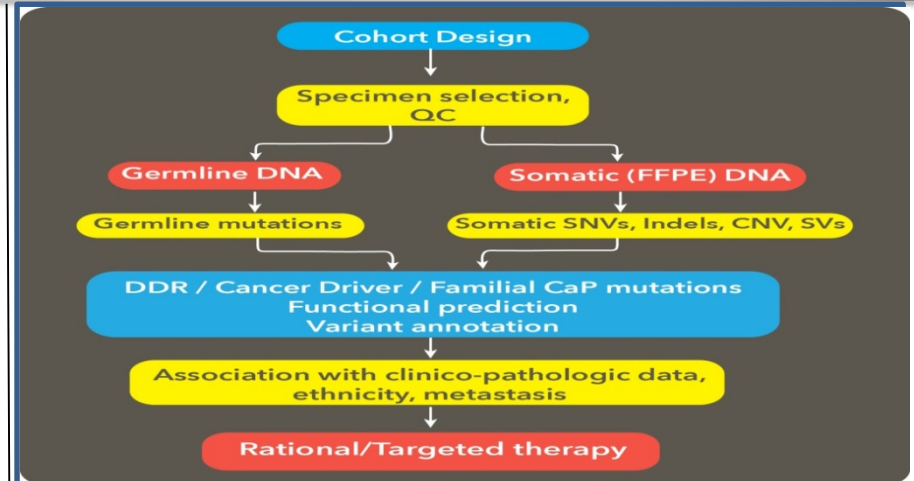 Cohort Design
Specimen selection,
QC
Germline DNA
Somatic (FFPE) DNA
Germline mutations
Somatic SNVs, Indels, CNV, SVs
DDR / Cancer Driver / Familial CaP mutations
Functional prediction
Variant annotation
Association with clinico-pathologic data,
ethnicity, metastasis
Rational/Targeted therapy